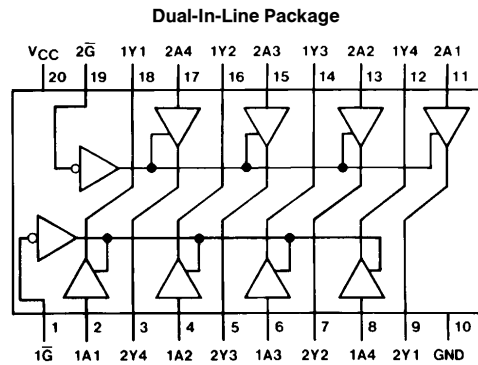 Dual-In-Line Package
VCC 2G̅ 1Y1 2A4 1Y2 2A3 1Y3 2A2 1Y4 2A1
20 19 18 17 16 15 14 13 12 11
1 2 3 4 5 6 7 8 9 10
1G̅ 1A1 2Y4 1A2 2Y3 1A3 2Y2 1A4 2Y1 GND